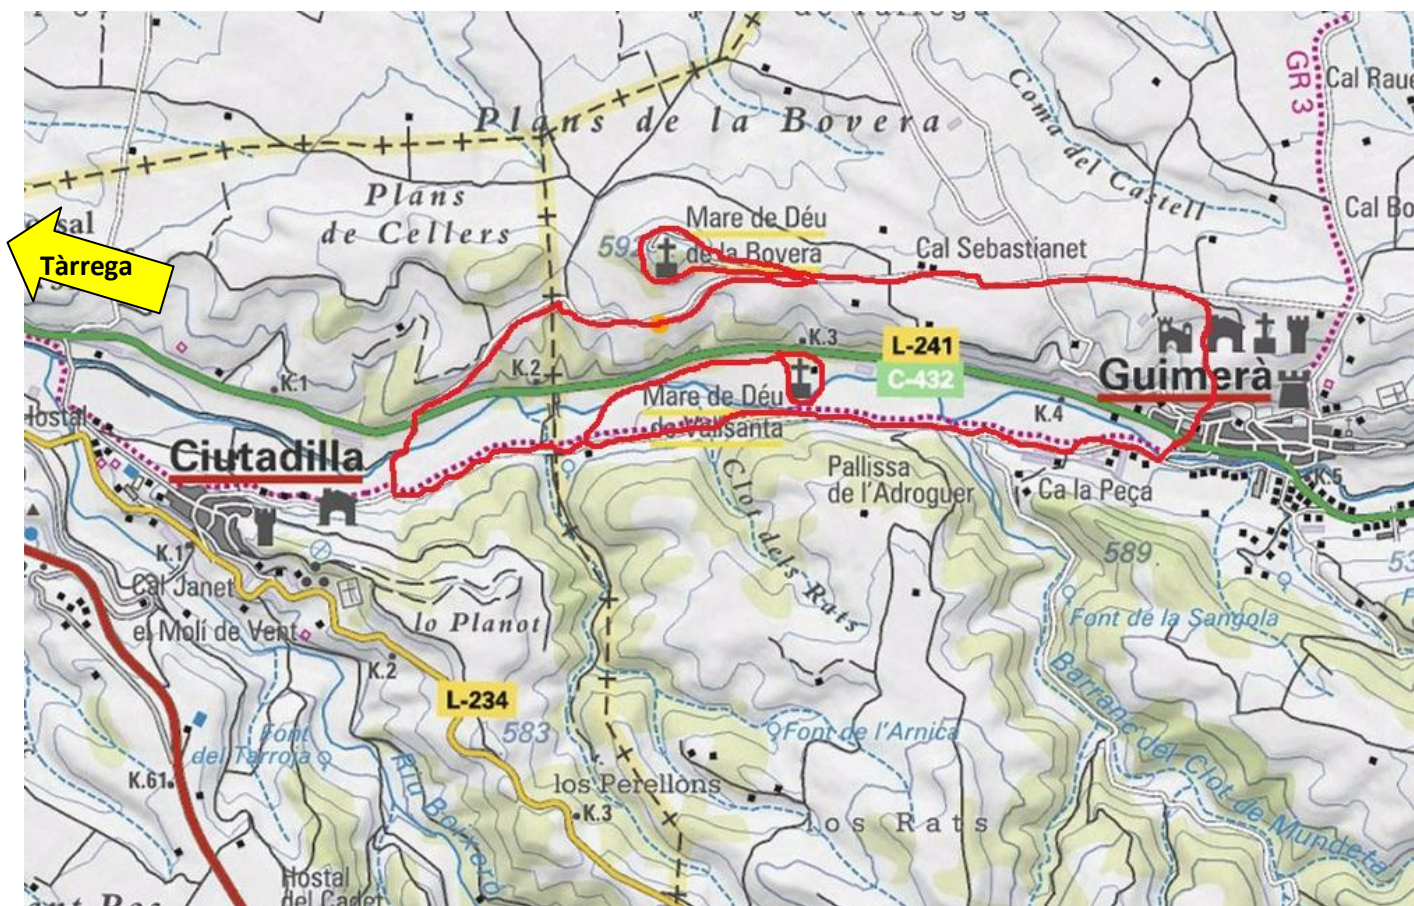 GR 3
Cal Raue
Coma del Castell
Plans de la Bovera
Plans
de Cellers
Cal Bo
Mare de Déu
de la Bovera
Cal Sebastianet
Tàrrega
K.1
K.2
K.3
L-241
C-432
Guimerà
Mare de Déu
de Vallsanta
K.4
Hostal
Ciutadilla
Clot dels Rats
Pallissa
de l'Adroguer
Ca la Peça
K.5
K.1
589
Cal Janet
el Molí de Vent
lo Planot
Font de la Sangola
K.2
L-234
583
Font
del Tarroja
Font de l'Arnica
Barranc del Clot de Mundeta
K.61
Riu Boixeró
los Perellons
K.3
los Rats
Hostal
del Cadet